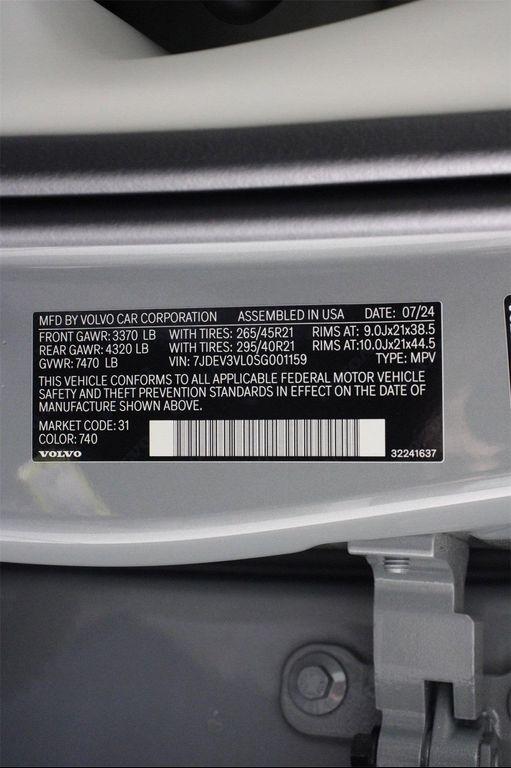 MFD BY VOLVO CAR CORPORATION ASSEMBLED IN USA DATE: 07/24
FRONT GAWR: 3370 LB WITH TIRES: 265/45R21 RIMS AT: 9.0Jx21x38.5
REAR GAWR: 4320 LB WITH TIRES: 295/40R21 RIMS AT:10.0Jx21x44.5
GVWR: 7470 LB VIN: 7JDEV3VL0SG001159 TYPE: MPV
THIS VEHICLE CONFORMS TO ALL APPLICABLE FEDERAL MOTOR VEHICLE
SAFETY AND THEFT PREVENTION STANDARDS IN EFFECT ON THE DATE OF
MANUFACTURE SHOWN ABOVE.
MARKET CODE: 31
COLOR: 740
VOLVO 32241637